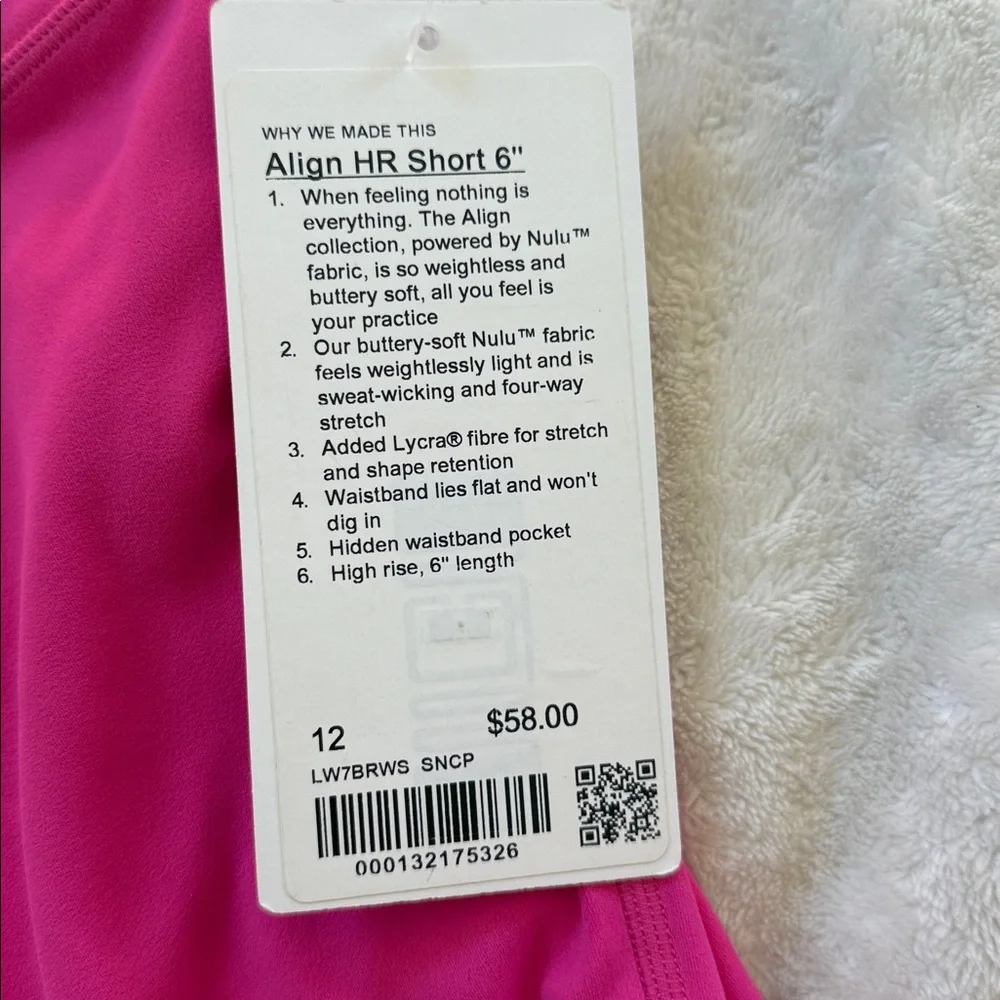 WHY WE MADE THIS
Align HR Short 6"
1. When feeling nothing is
everything. The Align
collection, powered by Nulu™
fabric, is so weightless and
buttery soft, all you feel is
your practice
2. Our buttery-soft Nulu™ fabric
feels weightlessly light and is
sweat-wicking and four-way
stretch
3. Added Lycra® fibre for stretch
and shape retention
4. Waistband lies flat and won't
dig in
5. Hidden waistband pocket
6. High rise, 6" length
12 $58.00
LW7BRWS SNCP
000132175326